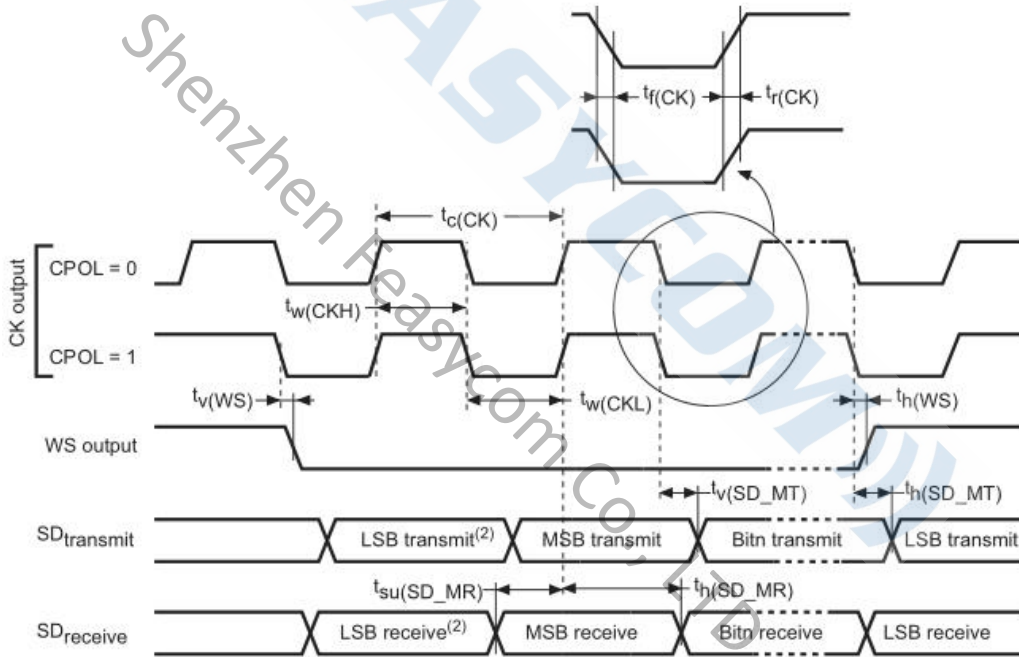 Shenzhen Feasycom Co., LTD
ASYCOM
tf(CK)
tr(CK)
tc(CK)
CK output
CPOL = 0
tw(CKH)
CPOL = 1
tv(WS)
tw(CKL)
th(WS)
WS output
tv(SD_MT)
th(SD_MT)
SDtransmit
LSB transmit(2)
MSB transmit
Bitn transmit
LSB transmit
tsu(SD_MR)
th(SD_MR)
SDreceive
LSB receive(2)
MSB receive
Bitn receive
LSB receive